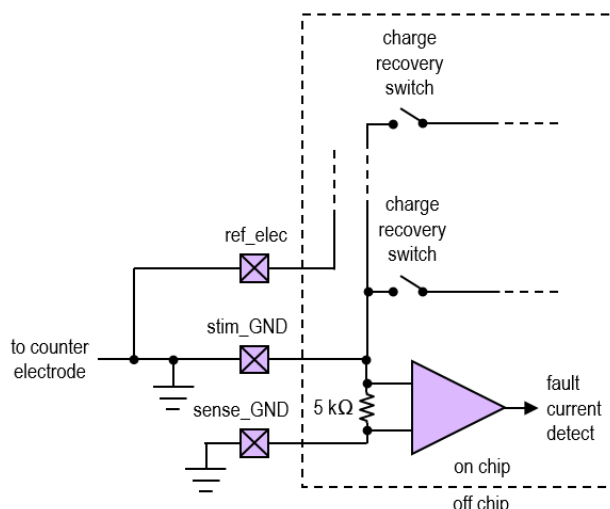 charge
recovery
switch
charge
recovery
switch
ref_elec
stim_GND
to counter
electrode
sense_GND
5 kΩ
fault
current
detect
on chip
off chip